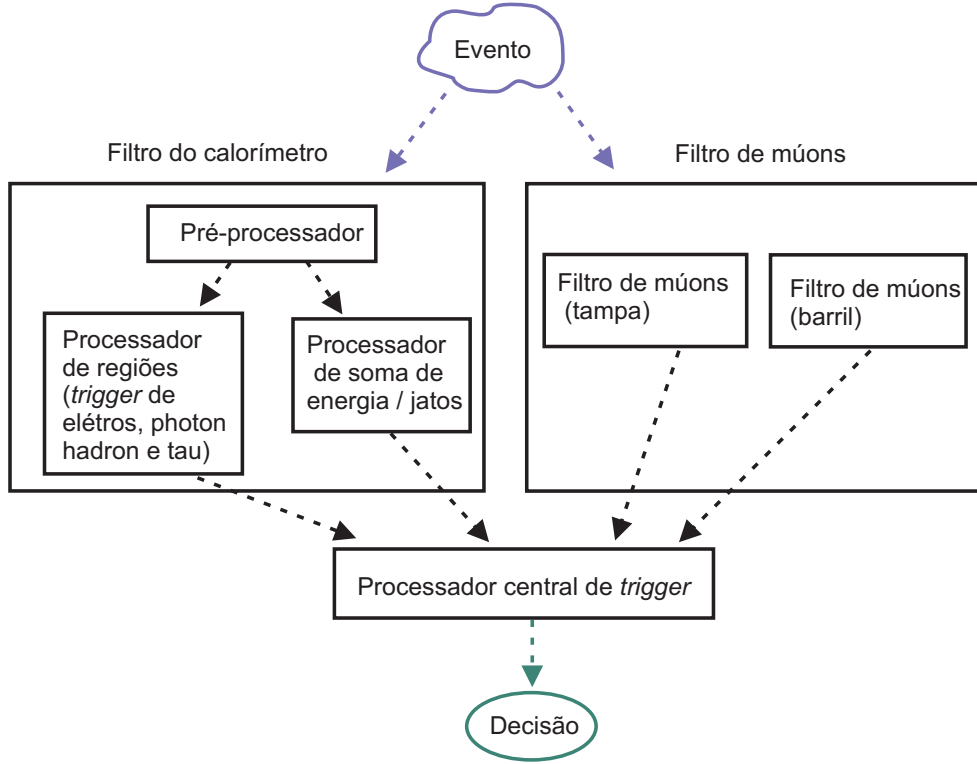 Evento
Filtro do calorímetro
Filtro de múons
Pré-processador
Processador
de regiões
(trigger de
elétros, photon
hadron e tau)
Processador
de soma de
energia / jatos
Filtro de múons
(tampa)
Filtro de múons
(barril)
Processador central de trigger
Decisão